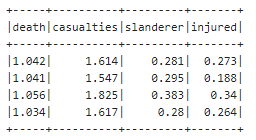 +-----+----------+---------+-------+
|death|casualties|slanderer|injured|
+-----+----------+---------+-------+
|1.042|     1.614|    0.281|  0.273|
|1.041|     1.547|    0.295|  0.188|
|1.056|     1.825|    0.383|   0.34|
|1.034|     1.617|     0.28|  0.264|
+-----+----------+---------+-------+